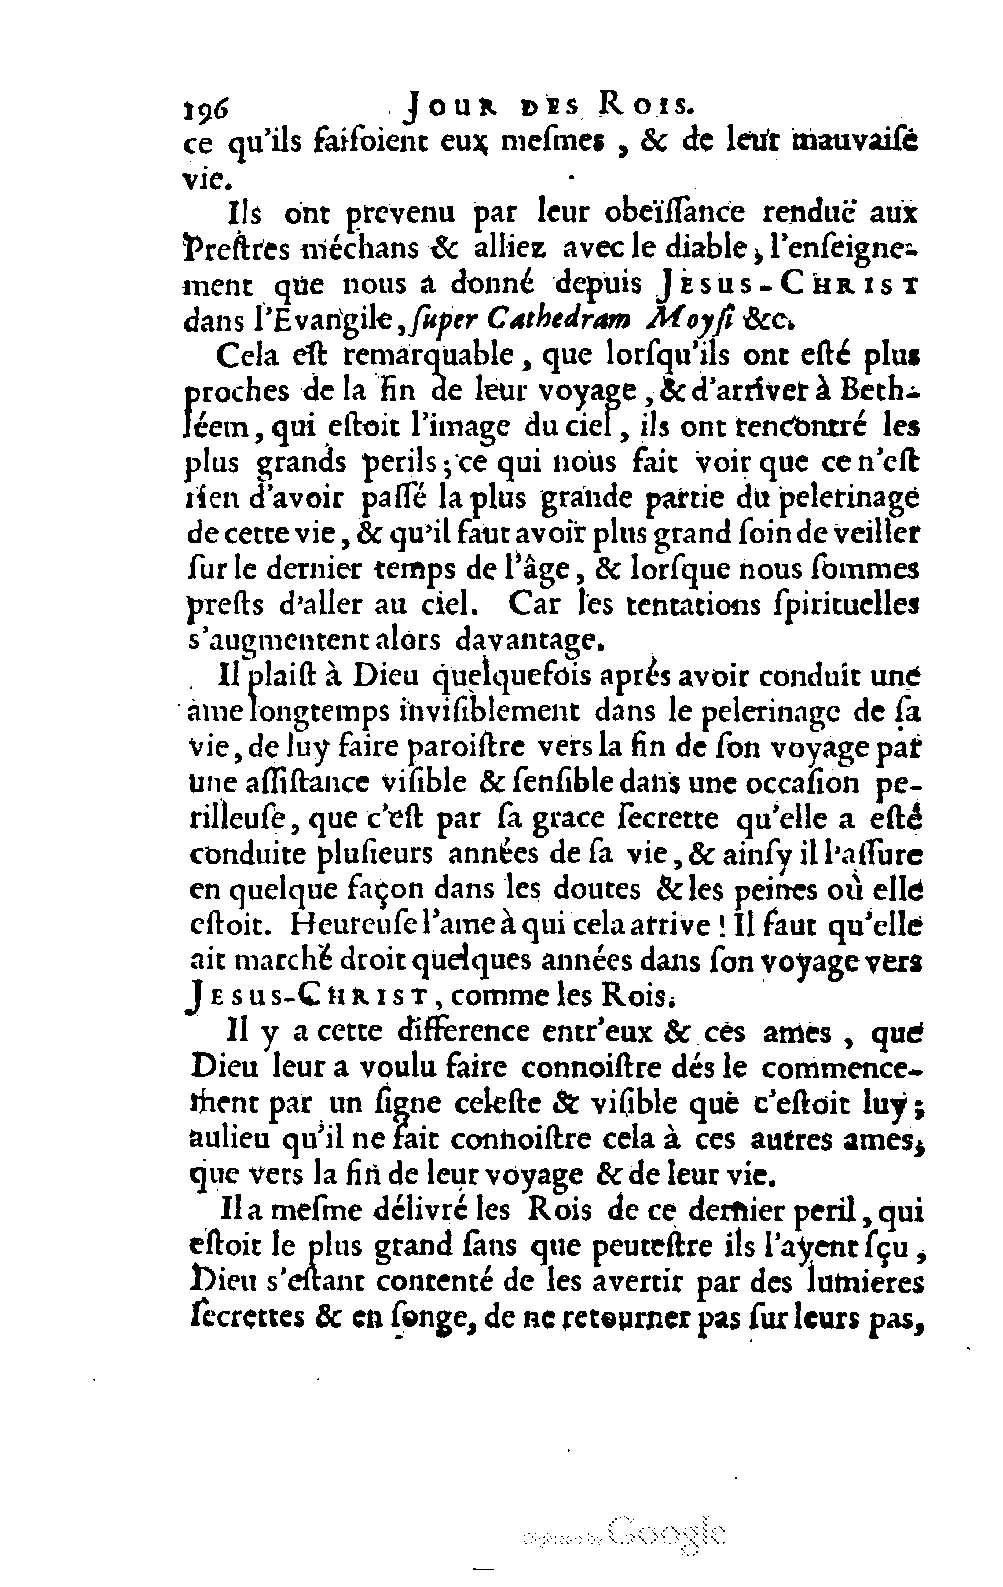 196 JOUR DES ROIS.
ce qu'ils faiſoient eux meſmes , & de leur mauvaiſe
vie.
Ils ont prevenu par leur obeïſſance renduë aux
Preſtres méchans & alliez avec le diable, l'enſeigne-
ment que nous a donné depuis JESUS-CHRIST
dans l'Evangile, ſuper Cathedram Moyſi &c.
Cela eſt remarquable , que lorſqu'ils ont eſté plus
proches de la fin de leur voyage , & d'arriver à Beth-
léem, qui eſtoit l'image du ciel, ils ont rencontré les
plus grands perils ; ce qui nous fait voir que ce n'eſt
rien d'avoir paſſé la plus grande partie du pelerinage
de cette vie, & qu'il faut avoir plus grand ſoin de veiller
ſur le dernier temps de l'âge, & lorſque nous ſommes
preſts d'aller au ciel. Car les tentations ſpirituelles
s'augmentent alors davantage.
Il plaiſt à Dieu quelquefois aprés avoir conduit une
ame longtemps inviſiblement dans le pelerinage de ſa
vie, de luy faire paroiſtre vers la fin de ſon voyage par
une aſſiſtance viſible & ſenſible dans une occaſion pe-
rilleuſe, que c'eſt par ſa grace ſecrette qu'elle a eſté
conduite pluſieurs années de ſa vie, & ainſy il l'aſſure
en quelque façon dans les doutes & les peines où elle
eſtoit. Heureuſe l'ame à qui cela arrive ! Il faut qu'elle
ait marché droit quelques années dans ſon voyage vers
JESUS-CHRIST, comme les Rois.
Il y a cette difference entr'eux & ces ames , que
Dieu leur a voulu faire connoiſtre dés le commence-
ment par un ſigne celeſte & viſible que c'eſtoit luy ;
aulieu qu'il ne fait connoiſtre cela à ces autres ames,
que vers la fin de leur voyage & de leur vie.
Il a meſme délivré les Rois de ce dernier peril, qui
eſtoit le plus grand ſans que peuteſtre ils l'ayent ſçu,
Dieu s'eſtant contenté de les avertir par des lumieres
ſecrettes & en ſonge, de ne retourner pas ſur leurs pas,
Digitized by Google